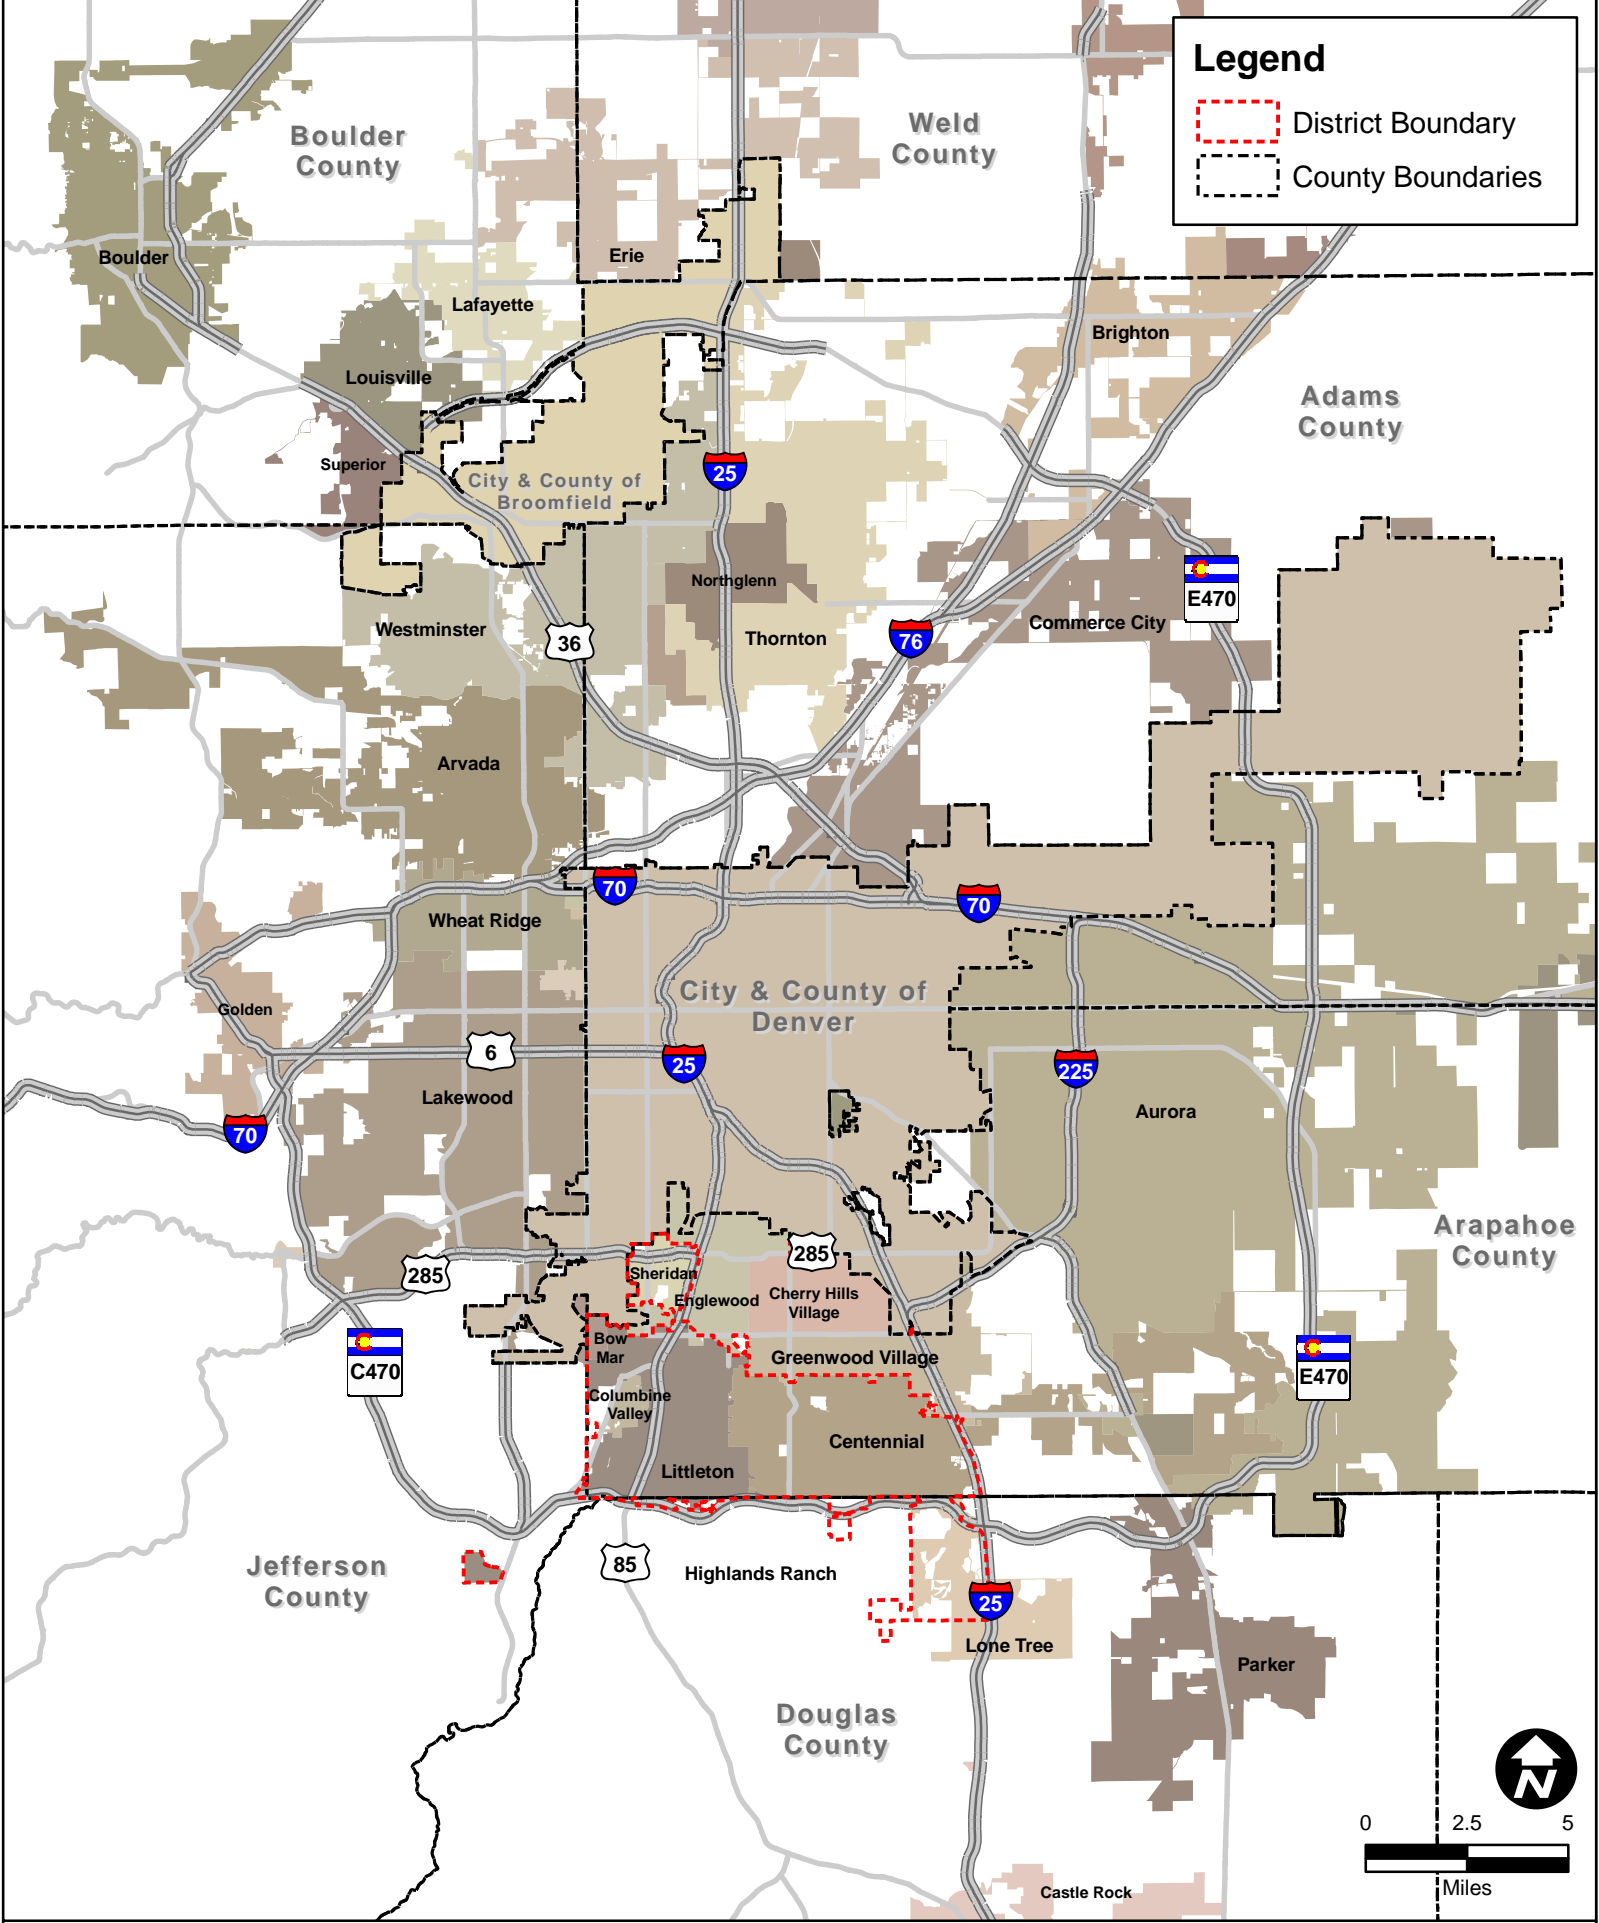 Legend
District Boundary
County Boundaries
Boulder
County
Weld
County
Boulder
Erie
Lafayette
Brighton
Louisville
Adams
County
Superior
City & County of
Broomfield
25
Northglenn
E470
Westminster
36
Thornton
76
Commerce City
Arvada
70
70
Wheat Ridge
City & County of
Denver
Golden
6
25
225
Lakewood
Aurora
70
Arapahoe
County
285
285
Sheridan
Englewood
Cherry Hills
Village
Bow
Mar
Greenwood Village
C470
E470
Columbine
Valley
Centennial
Littleton
Jefferson
County
85
Highlands Ranch
25
Lone Tree
Parker
Douglas
County
N
0 2.5 5
Miles
Castle Rock